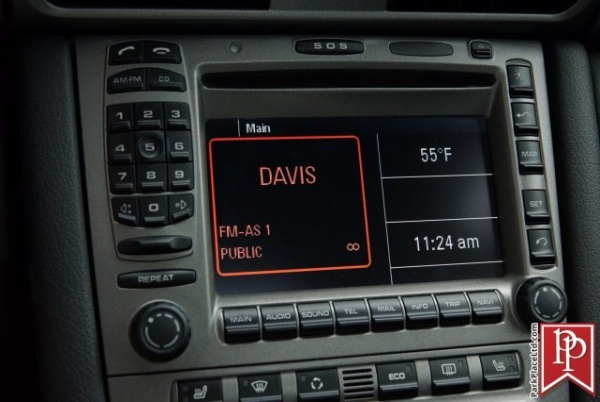 SOS
AM FM
CD
1
2
3
4
5
6
7
8
9
0
REPEAT
Main
DAVIS
FM-AS 1
PUBLIC
∞
55°F
11:24 am
MAP
SET
MAIN
AUDIO
SOUND
TEL
MAIL
INFO
TRIP
NAVI
ECO
ParkPlaceLtd.com
PP